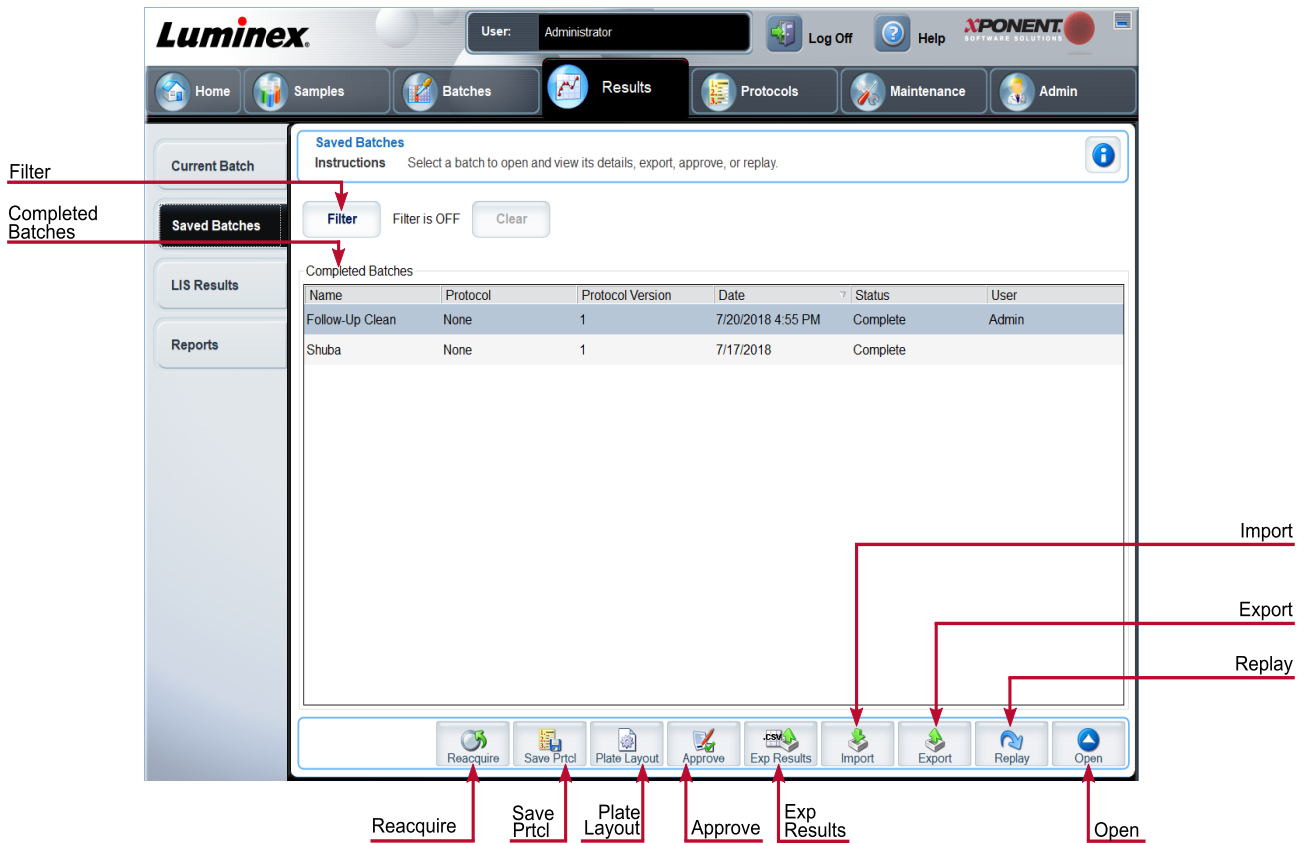 Luminex.
User: Administrator
Log Off
Help
XPONENT.
SOFTWARE SOLUTIONS
Home
Samples
Batches
Results
Protocols
Maintenance
Admin
Current Batch
Saved Batches
LIS Results
Reports
Saved Batches
Instructions Select a batch to open and view its details, export, approve, or replay.
Filter
Completed
Batches
Filter Filter is OFF Clear
Completed Batches
Name Protocol Protocol Version Date Status User
Follow-Up Clean None 1 7/20/2018 4:55 PM Complete Admin
Shuba None 1 7/17/2018 Complete
Import
Export
Replay
.csv
Reacquire Save Prtcl Plate Layout Approve Exp Results Import Export Replay Open
Reacquire
Save
Prtcl
Plate
Layout
Approve
Exp
Results
Open